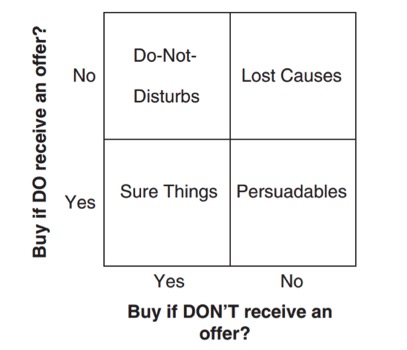 Buy if DO receive an offer?
No
Do-Not-
Disturbs
Lost Causes
Yes
Sure Things
Persuadables
Yes
No
Buy if DON'T receive an
offer?